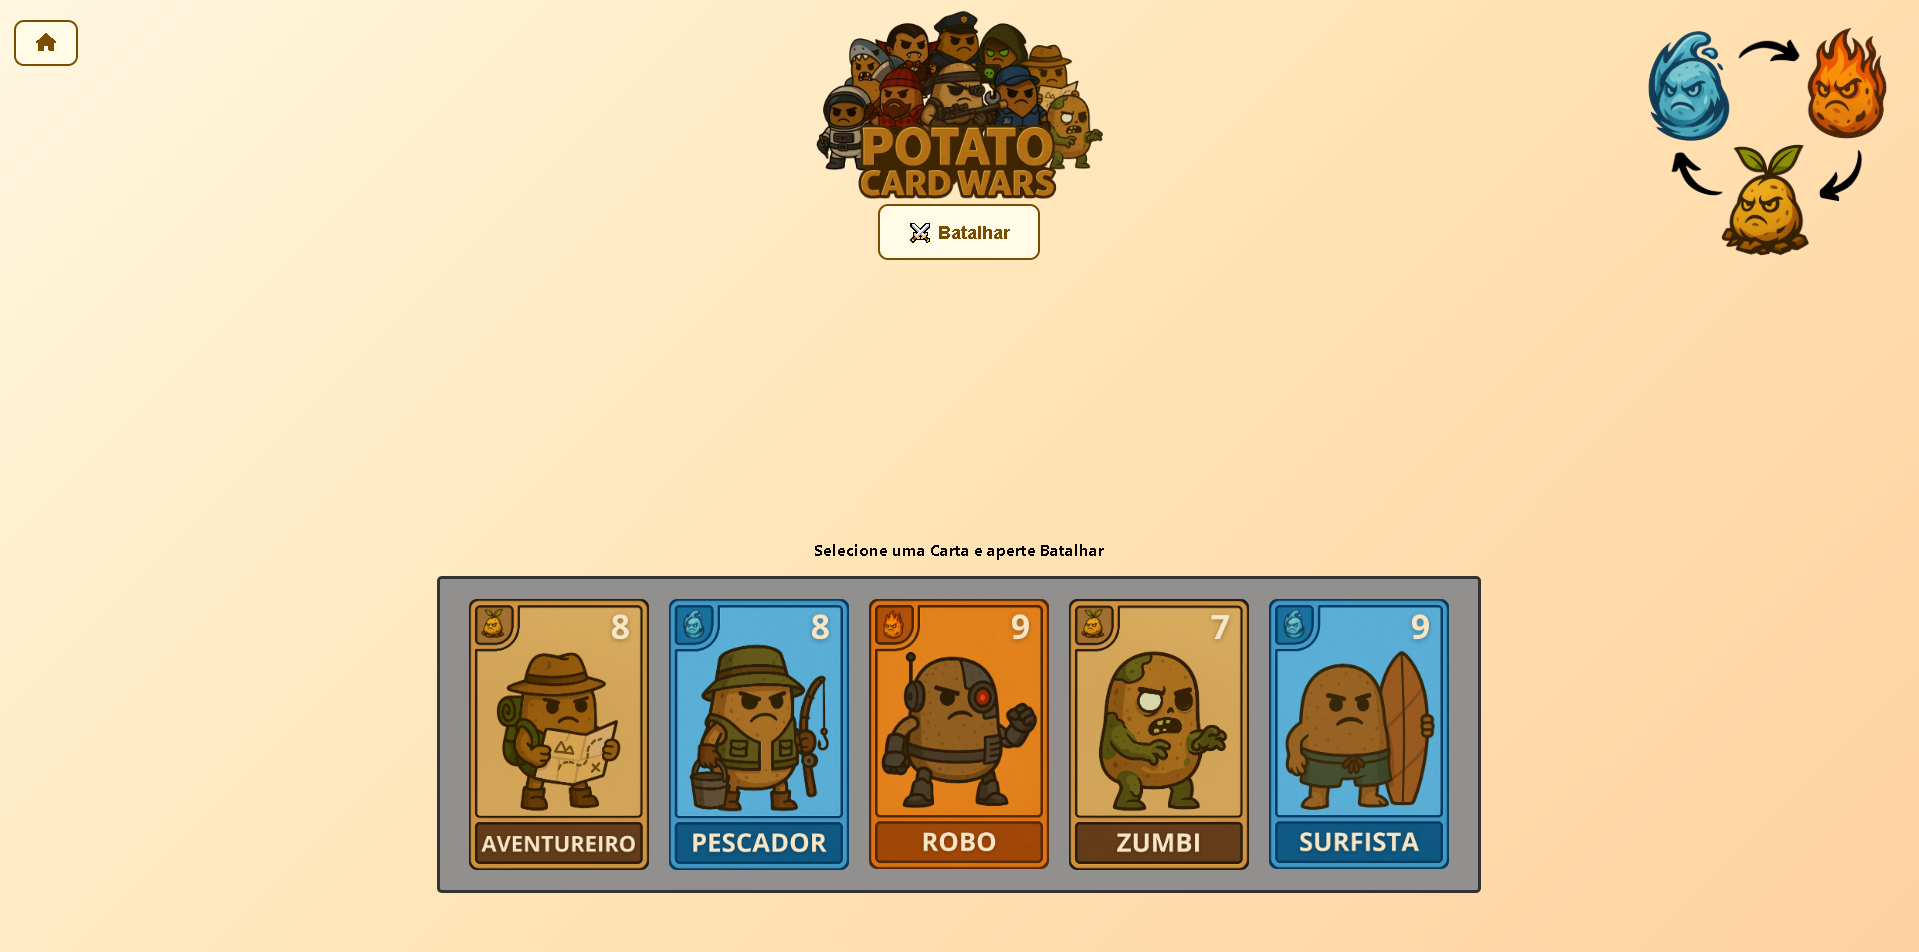 POTATO
CARD WARS
Batalhar
Selecione uma Carta e aperte Batalhar
8
8
9
7
9
AVENTUREIRO
PESCADOR
ROBO
ZUMBI
SURFISTA